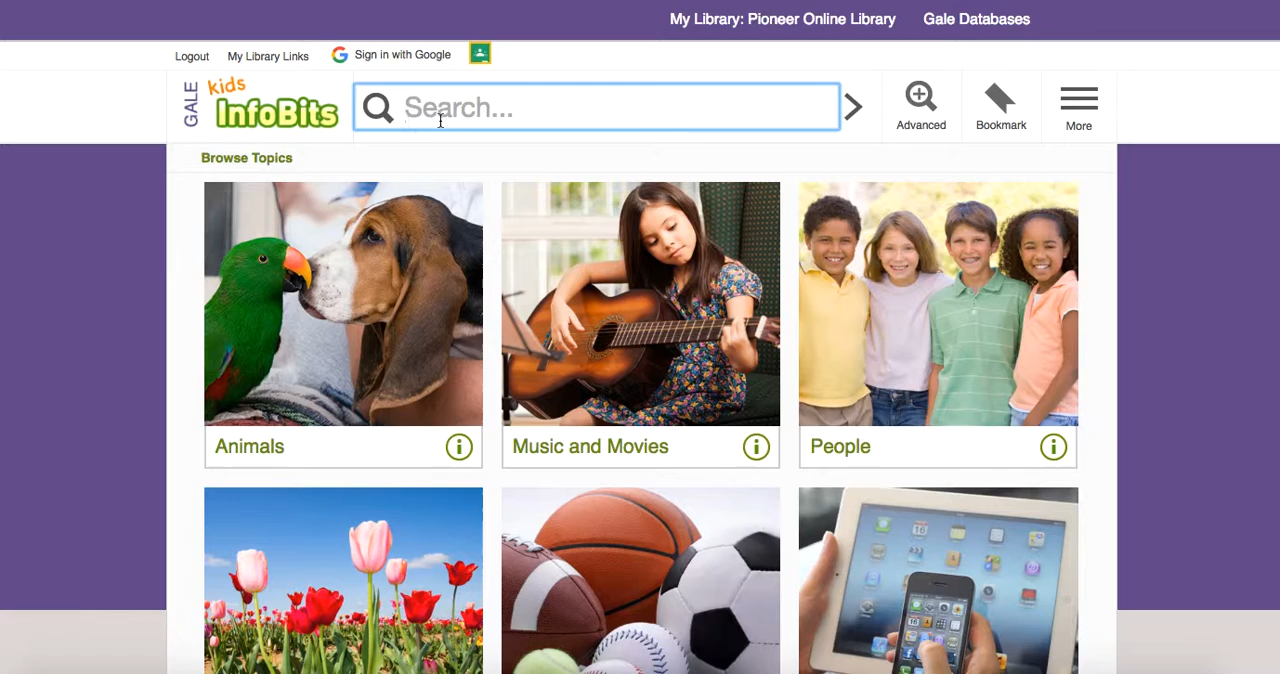 My Library: Pioneer Online Library Gale Databases
Logout My Library Links Sign in with Google
GALE kids InfoBits
Search...
Advanced Bookmark More
Browse Topics
Animals Music and Movies People